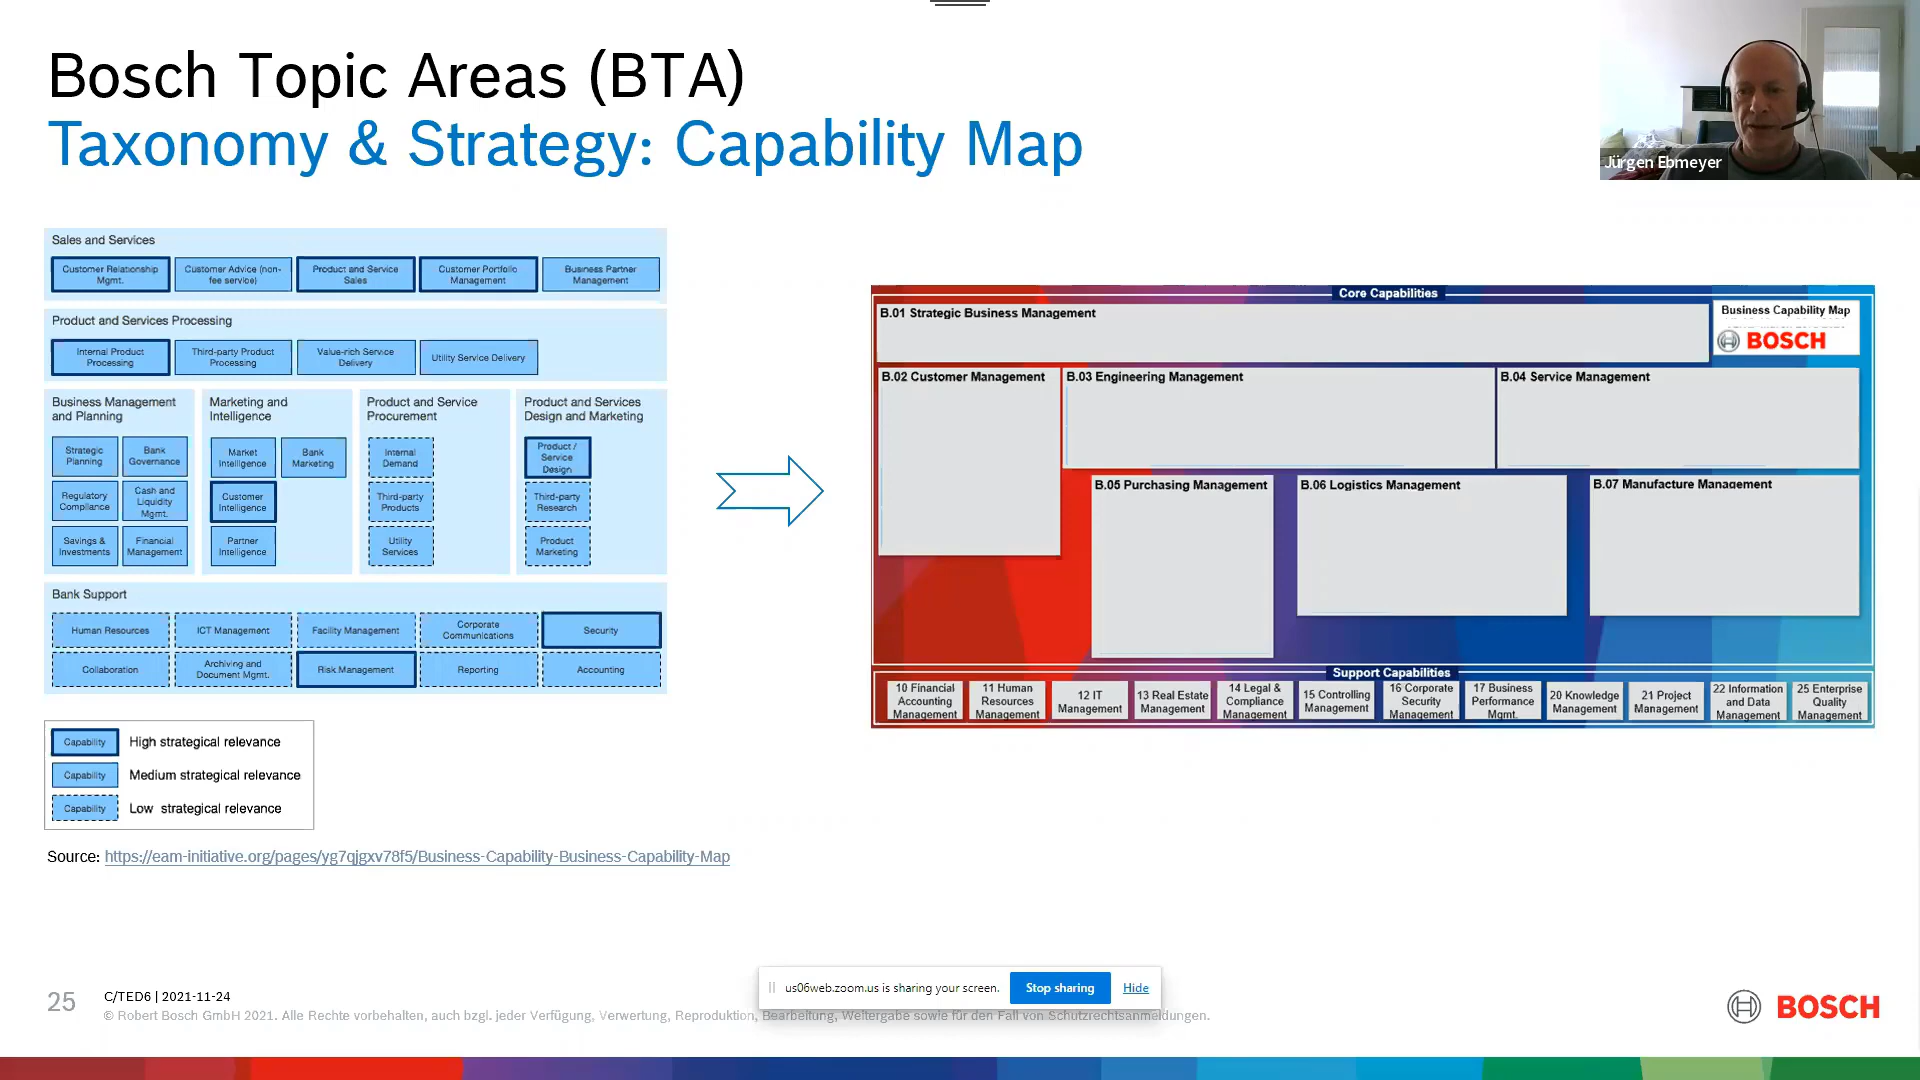 Bosch Topic Areas (BTA)
Taxonomy & Strategy: Capability Map
Jürgen Ebmeyer
Sales and Services
Customer Relationship
Mgmt.
Customer Advice (non-
fee service)
Product and Service
Sales
Customer Portfolio
Management
Business Partner
Management
Product and Services Processing
Internal Product
Processing
Third-party Product
Processing
Value-rich Service
Delivery
Utility Service Delivery
Business Management
and Planning
Strategic
Planning
Bank
Governance
Regulatory
Compliance
Cash and
Liquidity
Mgmt.
Savings &
Investments
Financial
Management
Marketing and
Intelligence
Market
Intelligence
Bank
Marketing
Customer
Intelligence
Partner
Intelligence
Product and Service
Procurement
Internal
Demand
Third-party
Products
Utility
Services
Product and Services
Design and Marketing
Product /
Service
Design
Third-party
Research
Product
Marketing
Bank Support
Human Resources
ICT Management
Facility Management
Corporate
Communications
Security
Collaboration
Archiving and
Document Mgmt.
Risk Management
Reporting
Accounting
Capability
High strategical relevance
Capability
Medium strategical relevance
Capability
Low strategical relevance
Source: https://eam-initiative.org/pages/yg7qjgxv78f5/Business-Capability-Business-Capability-Map
Core Capabilities
B.01 Strategic Business Management
Business Capability Map
BOSCH
B.02 Customer Management
B.03 Engineering Management
B.04 Service Management
B.05 Purchasing Management
B.06 Logistics Management
B.07 Manufacture Management
Support Capabilities
10 Financial
Accounting
Management
11 Human
Resources
Management
12 IT
Management
13 Real Estate
Management
14 Legal &
Compliance
Management
15 Controlling
Management
16 Corporate
Security
Management
17 Business
Performance
Mgmt.
20 Knowledge
Management
21 Project
Management
22 Information
and Data
Management
25 Enterprise
Quality
Management
us06web.zoom.us is sharing your screen.
Stop sharing
Hide
25
C/TED6 | 2021-11-24
© Robert Bosch GmbH 2021. Alle Rechte vorbehalten, auch bzgl. jeder Verfügung, Verwertung, Reproduktion, Bearbeitung, Weitergabe sowie für den Fall von Schutzrechtsanmeldungen.
BOSCH